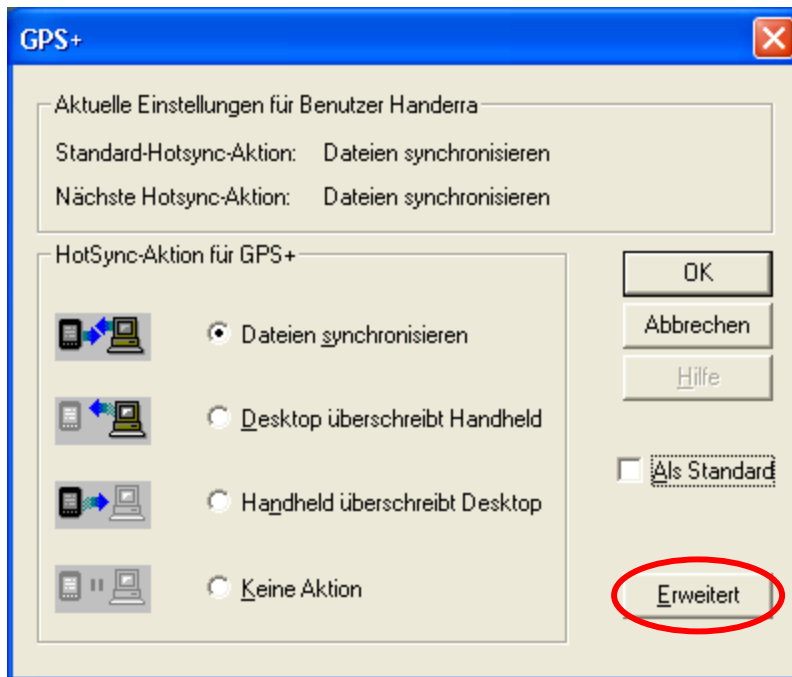 GPS+
Aktuelle Einstellungen für Benutzer Handerra
Standard-Hotsync-Aktion: Dateien synchronisieren
Nächste Hotsync-Aktion: Dateien synchronisieren
HotSync-Aktion für GPS+
Dateien synchronisieren
Desktop überschreibt Handheld
Handheld überschreibt Desktop
Keine Aktion
OK
Abbrechen
Hilfe
Als Standard
Erweitert